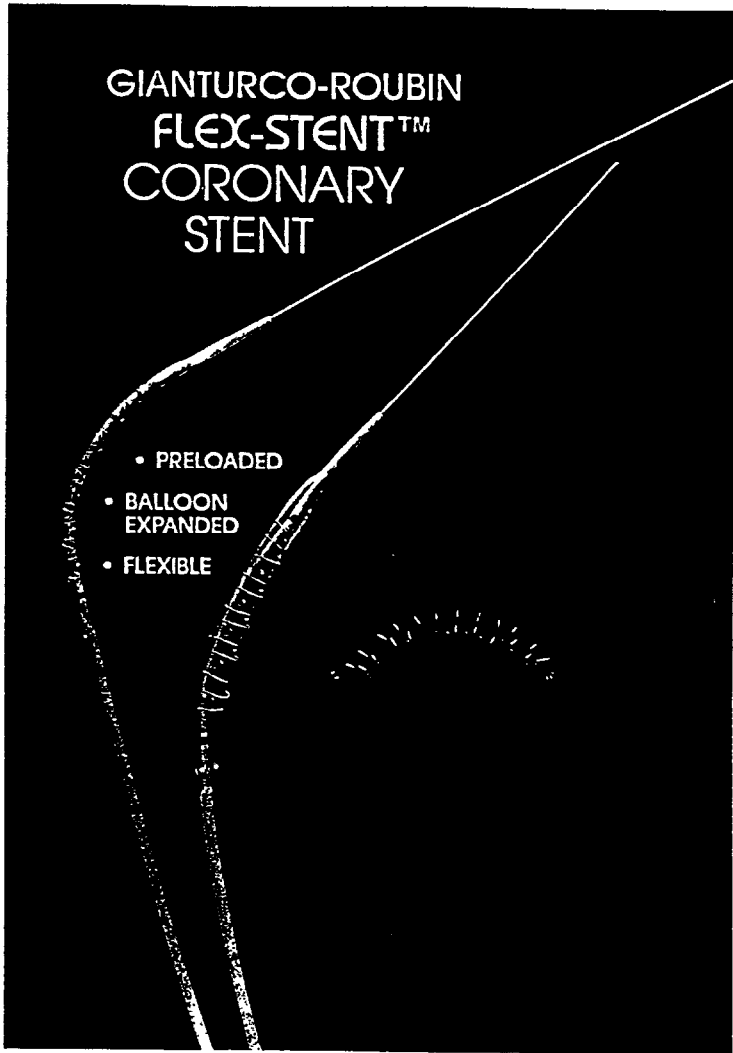 GIANTURCO-ROUBIN
FLEX-STENT™
CORONARY
STENT
• PRELOADED
• BALLOON
EXPANDED
• FLEXIBLE